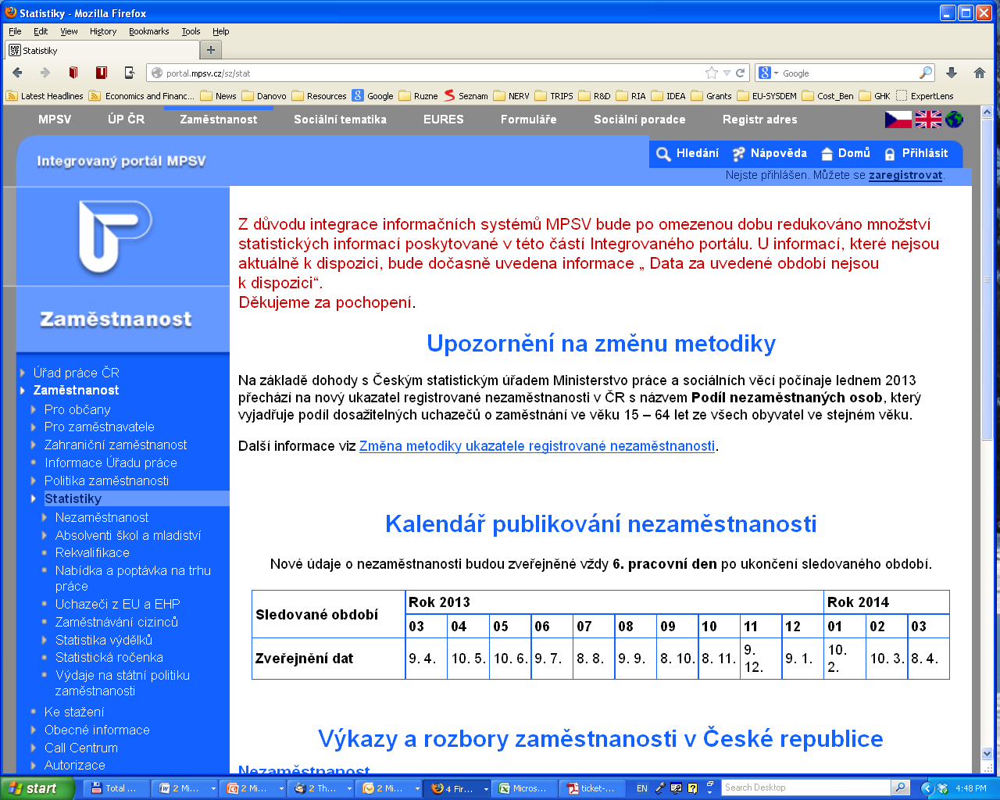 Statistiky - Mozilla Firefox
File Edit View History Bookmarks Tools Help
Statistiky
portal.mpsv.cz/sz/stat
Google
Latest Headlines Economics and Financ... News Danovo Resources Google Ruzne Seznam NERV TRIPS R&D RIA IDEA Grants EU-SYSDEM Cost_Ben GHK ExpertLens
MPSV ÚP ČR Zaměstnanost Sociální tematika EURES Formuláře Sociální poradce Registr adres
Integrovaný portál MPSV
Hledání Nápověda Domů Přihlásit
Nejste přihlášen. Můžete se zaregistrovat.
Zaměstnanost
Úřad práce ČR
Zaměstnanost
Pro občany
Pro zaměstnavatele
Zahraniční zaměstnanost
Informace Úřadu práce
Politika zaměstnanosti
Statistiky
Nezaměstnanost
Absolventi škol a mladiství
Rekvalifikace
Nabídka a poptávka na trhu
práce
Uchazeči z EU a EHP
Zaměstnávání cizinců
Statistika výdělků
Statistická ročenka
Výdaje na státní politiku
zaměstnanosti
Ke stažení
Obecné informace
Call Centrum
Autorizace
Z důvodu integrace informačních systémů MPSV bude po omezenou dobu redukováno množství
statistických informací poskytované v této částí Integrovaného portálu. U informací, které nejsou
aktuálně k dispozici, bude dočasně uvedena informace „ Data za uvedené období nejsou
k dispozici“.
Děkujeme za pochopení.
Upozornění na změnu metodiky
Na základě dohody s Českým statistickým úřadem Ministerstvo práce a sociálních věcí počínaje lednem 2013
přechází na nový ukazatel registrované nezaměstnanosti v ČR s názvem Podíl nezaměstnaných osob, který
vyjadřuje podíl dosažitelných uchazečů o zaměstnání ve věku 15 – 64 let ze všech obyvatel ve stejném věku.
Další informace viz Změna metodiky ukazatele registrované nezaměstnanosti.
Kalendář publikování nezaměstnanosti
Nové údaje o nezaměstnanosti budou zveřejněné vždy 6. pracovní den po ukončení sledovaného období.
Sledované období Rok 2013 Rok 2014
03 04 05 06 07 08 09 10 11 12 01 02 03
Zveřejnění dat 9. 4. 10. 5. 10. 6. 9. 7. 8. 8. 9. 9. 8. 10. 8. 11. 9. 12. 9. 1. 10. 2. 10. 3. 8. 4.
Výkazy a rozbory zaměstnanosti v České republice
Nezaměstnanost
start Total ... 2 Mi... 2 Mi... 2 Th... 2 Mi... 4 Fir... Micros... ticket-... EN Search Desktop 4:48 PM